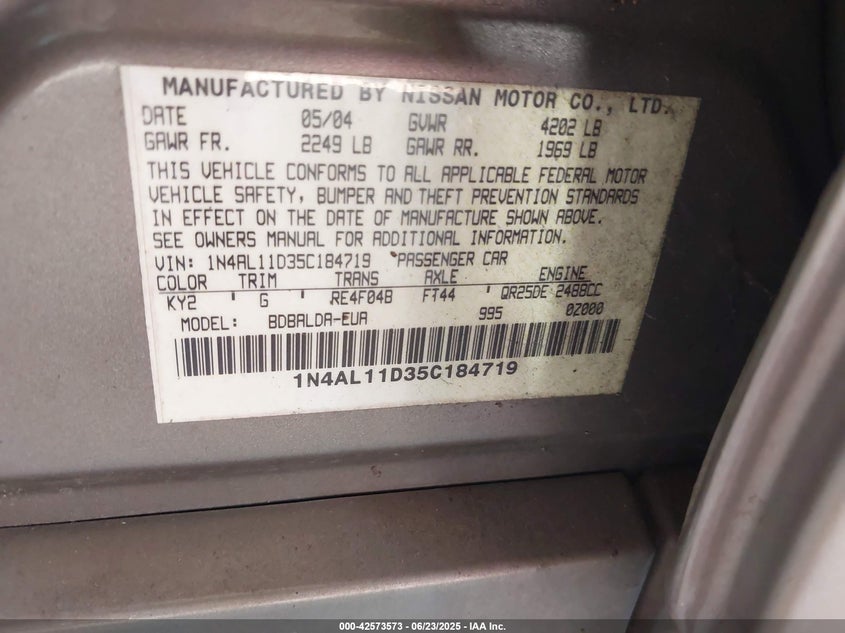 MANUFACTURED BY NISSAN MOTOR CO., LTD.
DATE 05/04 GVWR 4202 LB
GAWR FR. 2249 LB GAWR RR. 1969 LB
THIS VEHICLE CONFORMS TO ALL APPLICABLE FEDERAL MOTOR
VEHICLE SAFETY, BUMPER AND THEFT PREVENTION STANDARDS
IN EFFECT ON THE DATE OF MANUFACTURE SHOWN ABOVE.
SEE OWNERS MANUAL FOR ADDITIONAL INFORMATION.
VIN: 1N4AL11D35C184719 PASSENGER CAR
COLOR TRIM TRANS AXLE ENGINE
KY2 ' G ' RE4F04B FT44 ' QR25DE 2488CC
MODEL: BDBALDA-EUA 995 0Z000
1N4AL11D35C184719
000-42573573 | 06/23/2025 - IAA Inc.